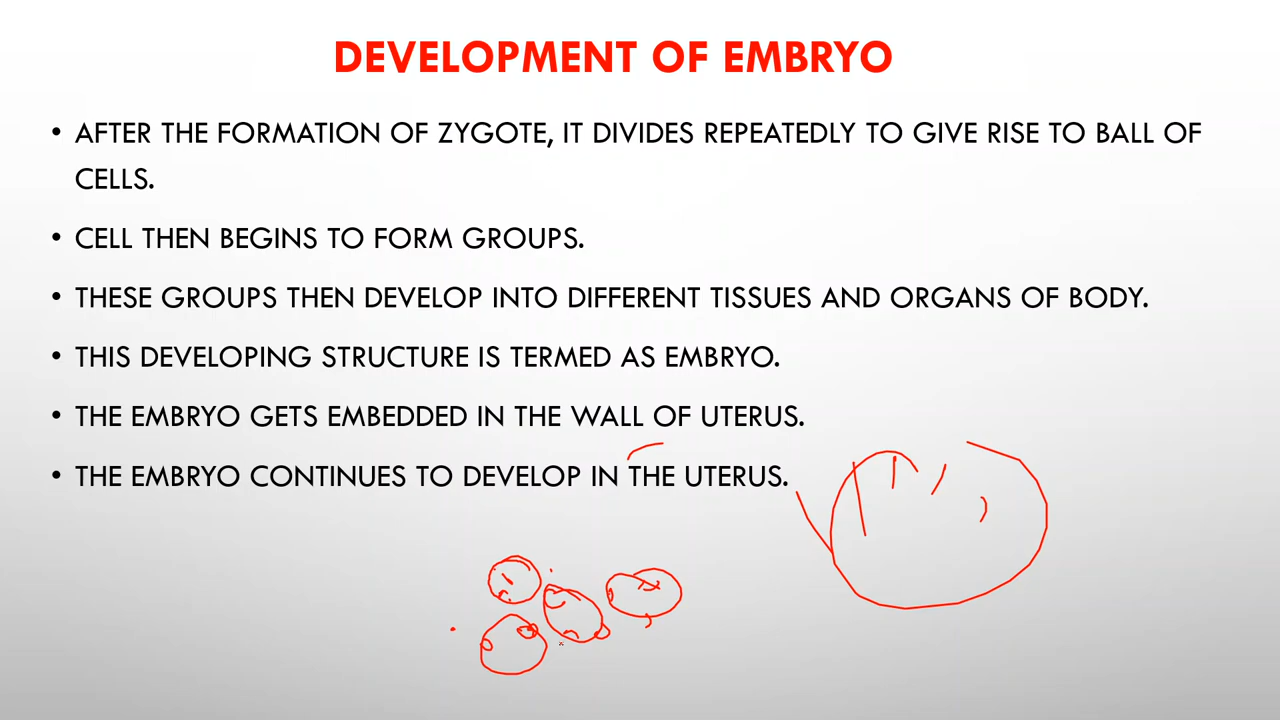 DEVELOPMENT OF EMBRYO
• AFTER THE FORMATION OF ZYGOTE, IT DIVIDES REPEATEDLY TO GIVE RISE TO BALL OF
CELLS.
• CELL THEN BEGINS TO FORM GROUPS.
• THESE GROUPS THEN DEVELOP INTO DIFFERENT TISSUES AND ORGANS OF BODY.
• THIS DEVELOPING STRUCTURE IS TERMED AS EMBRYO.
• THE EMBRYO GETS EMBEDDED IN THE WALL OF UTERUS.
• THE EMBRYO CONTINUES TO DEVELOP IN THE UTERUS.